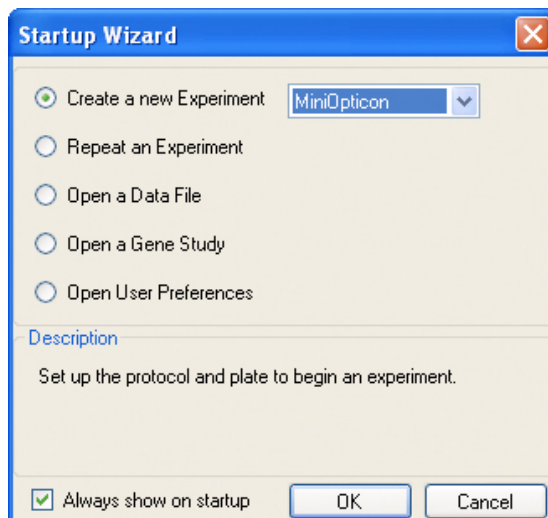 Startup Wizard
Create a new Experiment MiniOpticon
Repeat an Experiment
Open a Data File
Open a Gene Study
Open User Preferences
Description
Set up the protocol and plate to begin an experiment.
Always show on startup OK Cancel